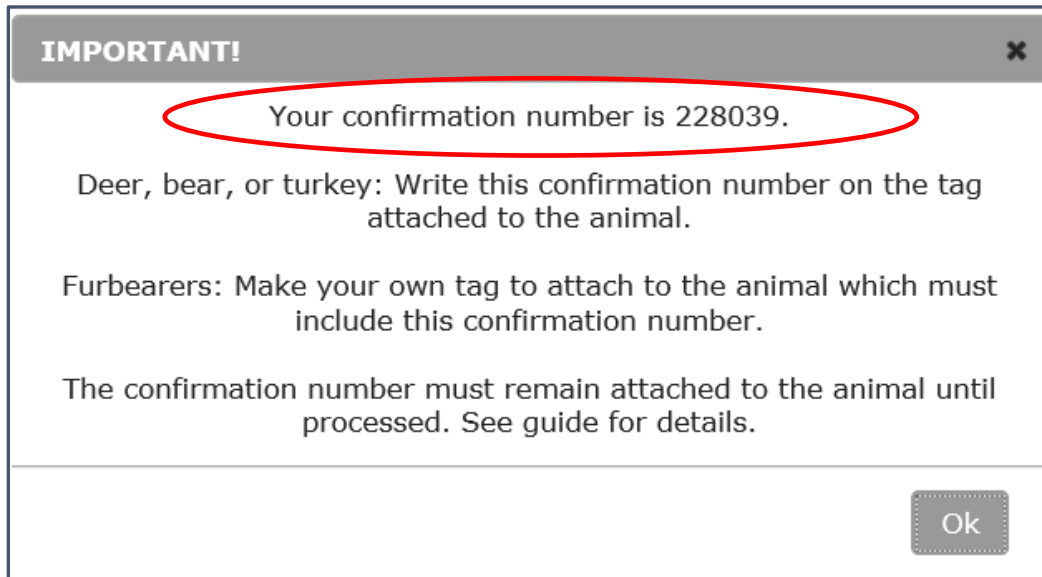 IMPORTANT! ✖
Your confirmation number is 228039.
Deer, bear, or turkey: Write this confirmation number on the tag
attached to the animal.
Furbearers: Make your own tag to attach to the animal which must
include this confirmation number.
The confirmation number must remain attached to the animal until
processed. See guide for details.
Ok